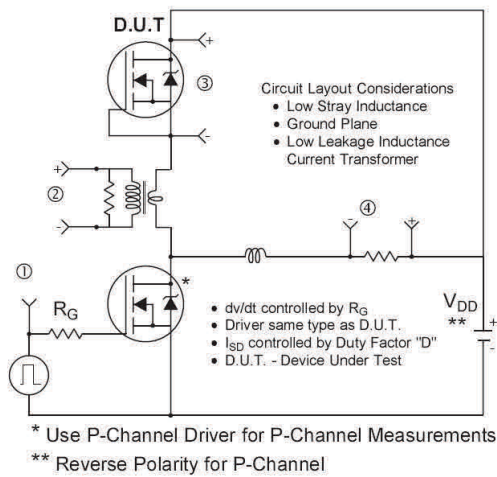 D.U.T
+
③
-
Circuit Layout Considerations
• Low Stray Inductance
• Ground Plane
• Low Leakage Inductance
Current Transformer
+
②
-
④
-
+
①
R_G
*
• dv/dt controlled by R_G
• Driver same type as D.U.T.
• I_SD controlled by Duty Factor "D"
• D.U.T. - Device Under Test
V_DD
**
+
-
* Use P-Channel Driver for P-Channel Measurements
** Reverse Polarity for P-Channel